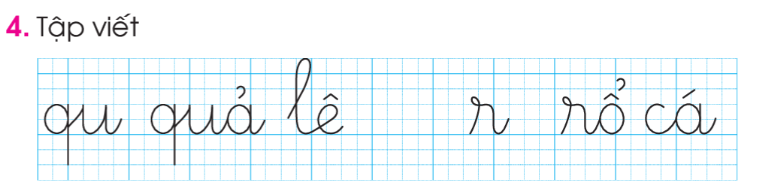 4. Tập viết
qu quả lê r rổ cá